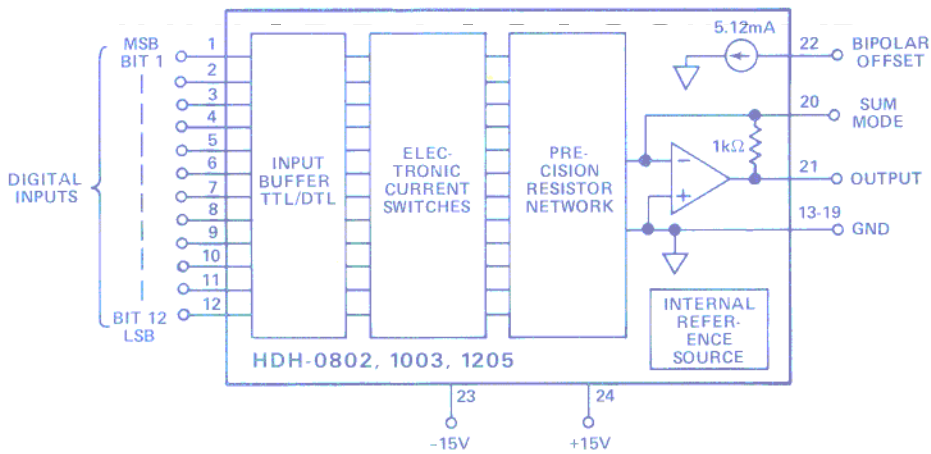 MSB
BIT 1
1
2
3
4
5
6
7
8
9
10
11
12
DIGITAL
INPUTS
BIT 12
LSB
INPUT
BUFFER
TTL/DTL
ELEC-
TRONIC
CURRENT
SWITCHES
PRE-
CISION
RESISTOR
NETWORK
5.12mA
22
BIPOLAR
OFFSET
20
SUM
MODE
1kΩ
−
+
21
OUTPUT
13-19
GND
INTERNAL
REFER-
ENCE
SOURCE
HDH-0802, 1003, 1205
23
-15V
24
+15V